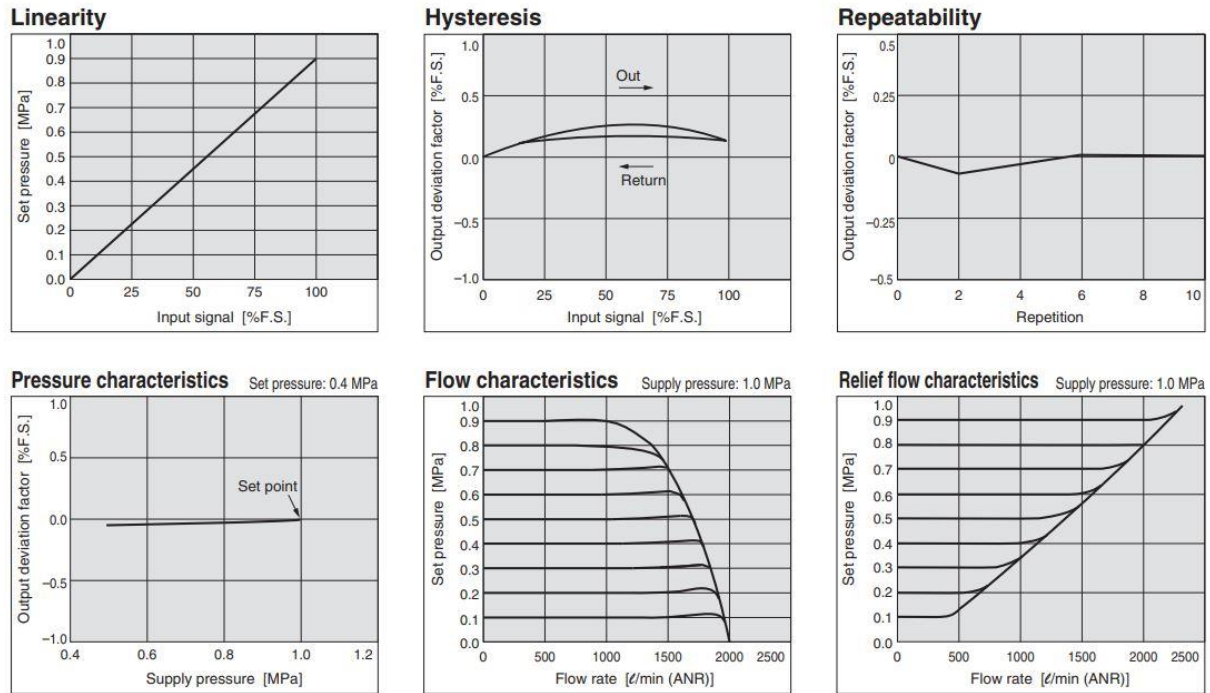 Linearity
1.0
0.9
0.8
0.7
0.6
0.5
0.4
0.3
0.2
0.1
0.0
Set pressure [MPa]
0 25 50 75 100
Input signal [%F.S.]
Hysteresis
1.0
0.5
0.0
−0.5
−1.0
Output deviation factor [%F.S.]
Out
Return
0 25 50 75 100
Input signal [%F.S.]
Repeatability
0.5
0.25
0
−0.25
−0.5
Output deviation factor [%F.S.]
0 2 4 6 8 10
Repetition
Pressure characteristics Set pressure: 0.4 MPa
1.0
0.5
0.0
−0.5
−1.0
Output deviation factor [%F.S.]
Set point
0.4 0.6 0.8 1.0 1.2
Supply pressure [MPa]
Flow characteristics Supply pressure: 1.0 MPa
1.0
0.9
0.8
0.7
0.6
0.5
0.4
0.3
0.2
0.1
0.0
Set pressure [MPa]
0 500 1000 1500 2000 2500
Flow rate [ℓ/min (ANR)]
Relief flow characteristics Supply pressure: 1.0 MPa
1.0
0.9
0.8
0.7
0.6
0.5
0.4
0.3
0.2
0.1
0.0
Set pressure [MPa]
0 500 1000 1500 2000 2500
Flow rate [ℓ/min (ANR)]